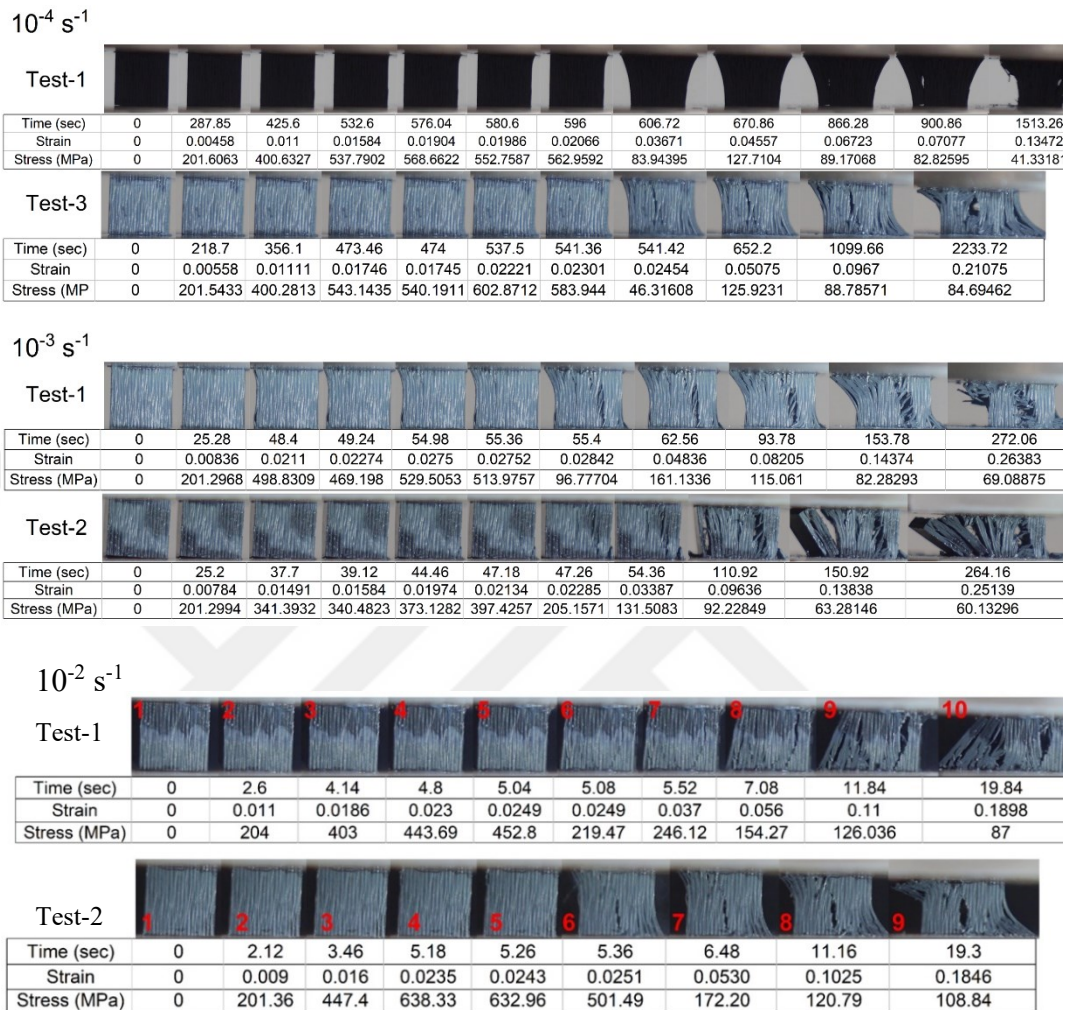 10⁻⁴ s⁻¹
Test-1
Time (sec) 0 287.85 425.6 532.6 576.04 580.6 596 606.72 670.86 866.28 900.86 1513.26
Strain 0 0.00458 0.011 0.01584 0.01904 0.01986 0.02066 0.03671 0.04557 0.06723 0.07077 0.13472
Stress (MPa) 0 201.6063 400.6327 537.7902 568.6622 552.7587 562.9592 83.94395 127.7104 89.17068 82.82595 41.33181
Test-3
Time (sec) 0 218.7 356.1 473.46 474 537.5 541.36 541.42 652.2 1099.66 2233.72
Strain 0 0.00558 0.01111 0.01746 0.01745 0.02221 0.02301 0.02454 0.05075 0.0967 0.21075
Stress (MP 0 201.5433 400.2813 543.1435 540.1911 602.8712 583.944 46.31608 125.9231 88.78571 84.69462
10⁻³ s⁻¹
Test-1
Time (sec) 0 25.28 48.4 49.24 54.98 55.36 55.4 62.56 93.78 153.78 272.06
Strain 0 0.00836 0.0211 0.02274 0.0275 0.02752 0.02842 0.04836 0.08205 0.14374 0.26383
Stress (MPa) 0 201.2968 498.8309 469.198 529.5053 513.9757 96.77704 161.1336 115.061 82.28293 69.08875
Test-2
Time (sec) 0 25.2 37.7 39.12 44.46 47.18 47.26 54.36 110.92 150.92 264.16
Strain 0 0.00784 0.01491 0.01584 0.01974 0.02134 0.02285 0.03387 0.09636 0.13838 0.25139
Stress (MPa) 0 201.2994 341.3932 340.4823 373.1282 397.4257 205.1571 131.5083 92.22849 63.28146 60.13296
10⁻² s⁻¹
1 2 3 4 5 6 7 8 9 10
Test-1
Time (sec) 0 2.6 4.14 4.8 5.04 5.08 5.52 7.08 11.84 19.84
Strain 0 0.011 0.0186 0.023 0.0249 0.0249 0.037 0.056 0.11 0.1898
Stress (MPa) 0 204 403 443.69 452.8 219.47 246.12 154.27 126.036 87
Test-2
1 2 3 4 5 6 7 8 9
Time (sec) 0 2.12 3.46 5.18 5.26 5.36 6.48 11.16 19.3
Strain 0 0.009 0.016 0.0235 0.0243 0.0251 0.0530 0.1025 0.1846
Stress (MPa) 0 201.36 447.4 638.33 632.96 501.49 172.20 120.79 108.84